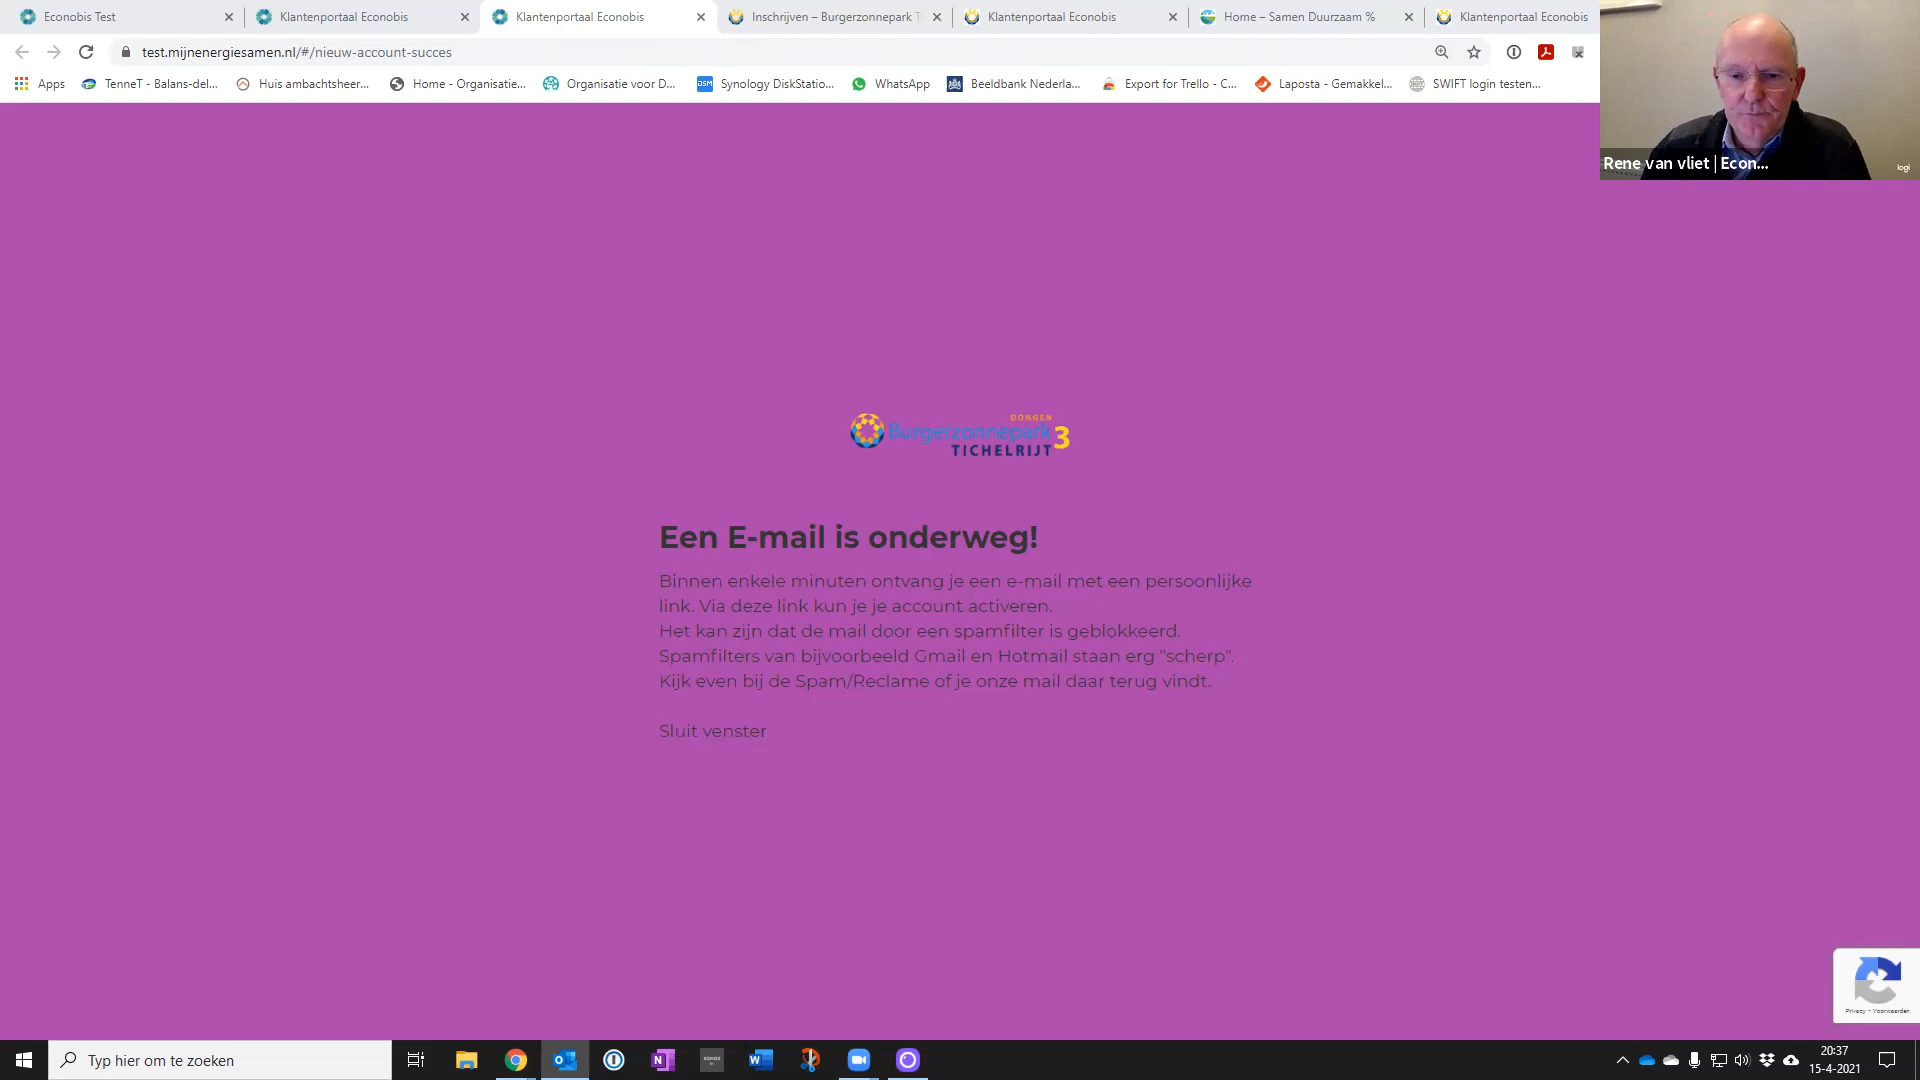 Econobis Test
Klantenportaal Econobis
Klantenportaal Econobis
Inschrijven – Burgerzonnepark T
Klantenportaal Econobis
Home – Samen Duurzaam %
Klantenportaal Econobis
test.mijnenergiesamen.nl/#/nieuw-account-succes
Apps
TenneT - Balans-del...
Huis ambachtsheer...
Home - Organisatie...
Organisatie voor D...
DSM
Synology DiskStatio...
WhatsApp
Beeldbank Nederla...
Export for Trello - C...
Laposta - Gemakkel...
SWIFT login testen...
Rene van vliet | Econ...
logi
DONGEN
Burgerzonnepark 3
TICHELRIJT
Een E-mail is onderweg!
Binnen enkele minuten ontvang je een e-mail met een persoonlijke
link. Via deze link kun je je account activeren.
Het kan zijn dat de mail door een spamfilter is geblokkeerd.
Spamfilters van bijvoorbeeld Gmail en Hotmail staan erg "scherp".
Kijk even bij de Spam/Reclame of je onze mail daar terug vindt.
Sluit venster
Privacy - Voorwaarden
Typ hier om te zoeken
20:37
15-4-2021